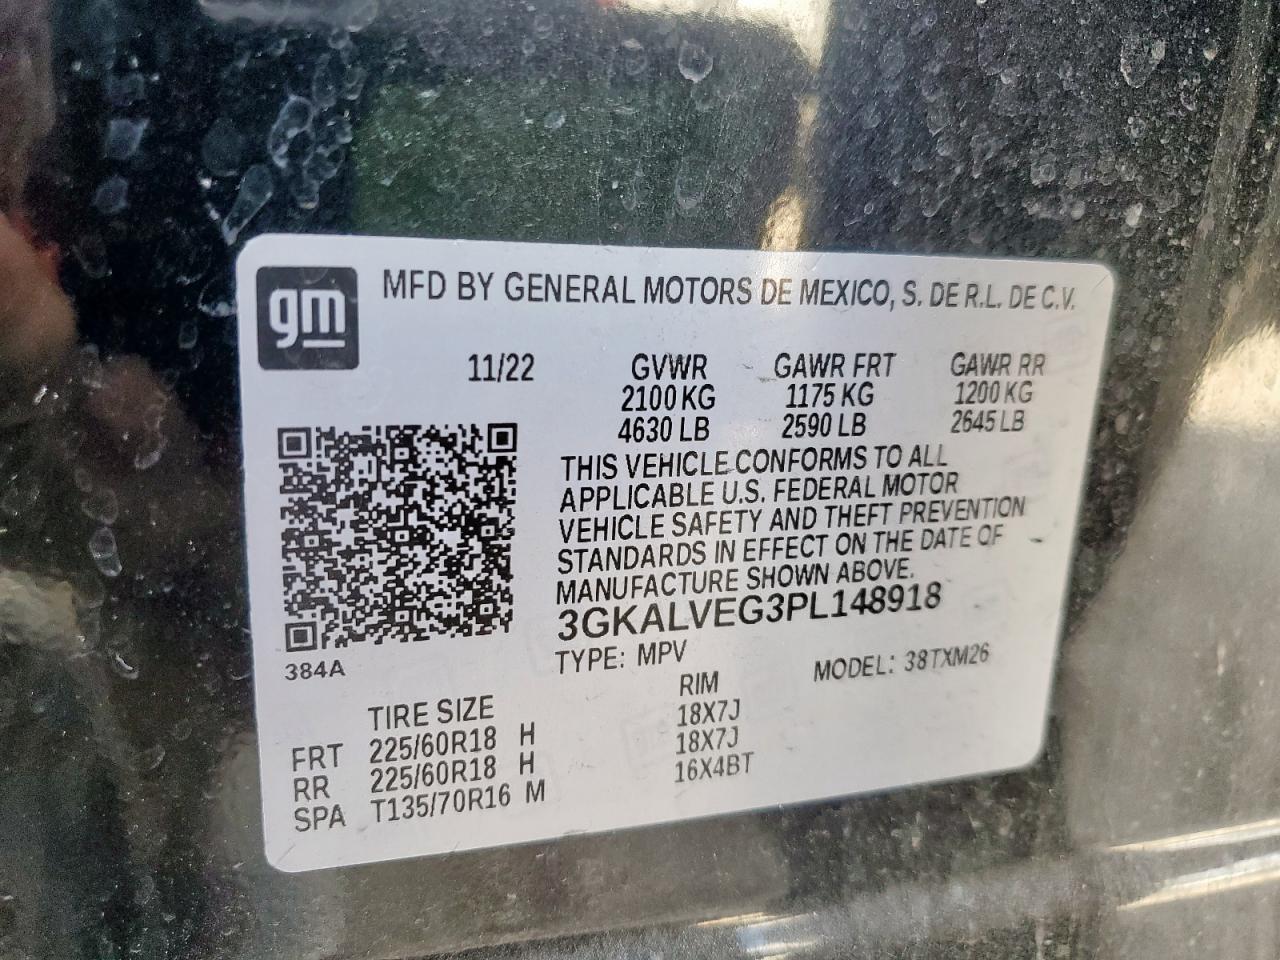 gm MFD BY GENERAL MOTORS DE MEXICO, S. DE R.L. DE C.V.
11/22 GVWR GAWR FRT GAWR RR
2100 KG 1175 KG 1200 KG
4630 LB 2590 LB 2645 LB
THIS VEHICLE CONFORMS TO ALL
APPLICABLE U.S. FEDERAL MOTOR
VEHICLE SAFETY AND THEFT PREVENTION
STANDARDS IN EFFECT ON THE DATE OF
MANUFACTURE SHOWN ABOVE.
3GKALVEG3PL148918
384A
TYPE: MPV MODEL: 38TXM26
TIRE SIZE RIM
FRT 225/60R18 H 18X7J
RR 225/60R18 H 18X7J
SPA T135/70R16 M 16X4BT